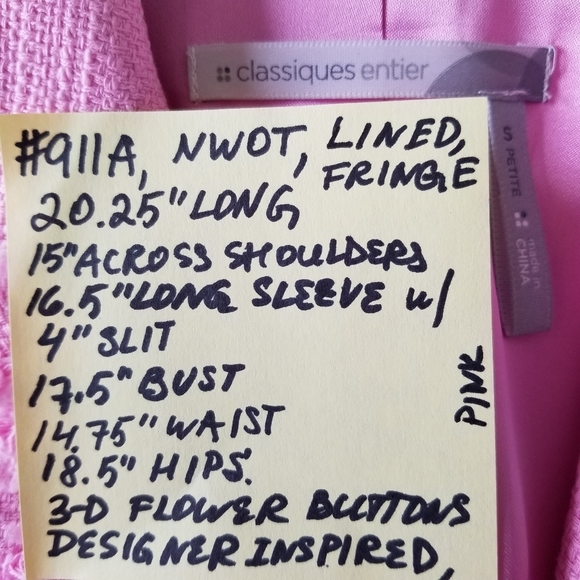 classiques entier
S PETITE
made in
CHINA
#911A, NWOT, LINED,
FRINGE
20.25" LONG
15" ACROSS SHOULDERS
16.5" LONG SLEEVE w/
4" SLIT
17.5" BUST
14.75" WAIST
18.5" HIPS.
PINK
3-D FLOWER BUTTONS
DESIGNER INSPIRED,